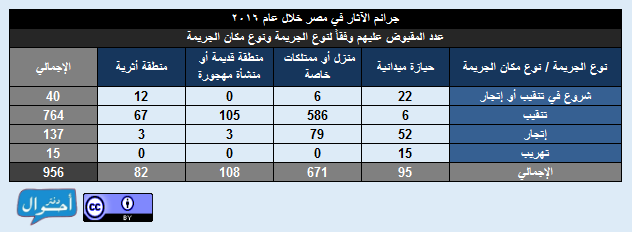 جرائم الآثار في مصر خلال عام ٢٠١٦
عدد المقبوض عليهم وفقاً لنوع الجريمة ونوع مكان الجريمة
نوع الجريمة / نوع مكان الجريمة حيازة ميدانية منزل أو ممتلكات خاصة منطقة قديمة أو منشأة مهجورة منطقة أثرية الإجمالي
شروع في تنقيب أو إتجار 22 6 0 12 40
تنقيب 6 586 105 67 764
إتجار 52 79 3 3 137
تهريب 15 0 0 0 15
الإجمالي 95 671 108 82 956
دفتر أحوال
CC BY